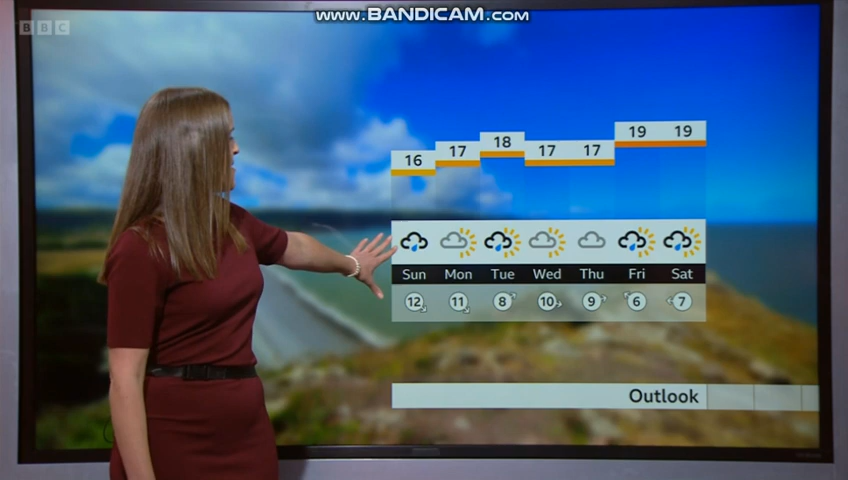 www.BANDICAM.com
BBC
16 17 18 17 17 19 19
Sun Mon Tue Wed Thu Fri Sat
12 11 8 10 9 6 7
Outlook